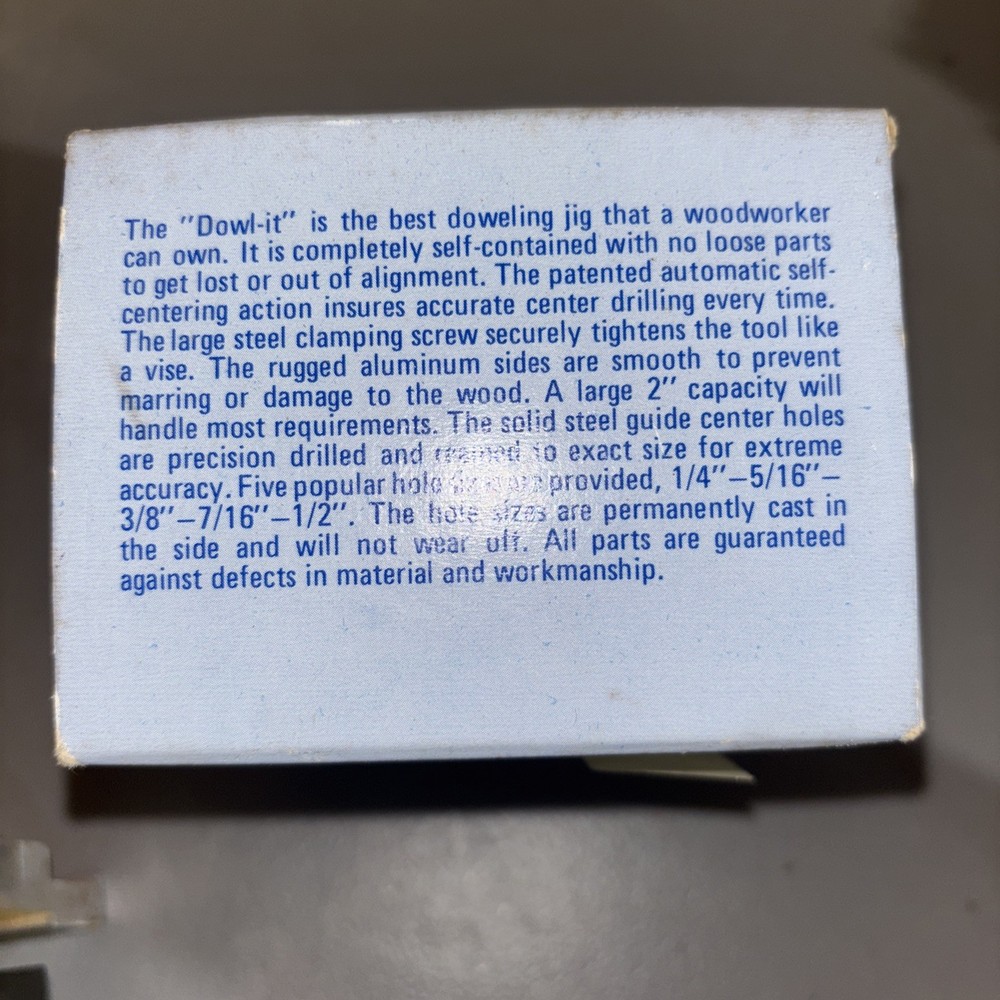 The "Dowl-it" is the best doweling jig that a woodworker
can own. It is completely self-contained with no loose parts
to get lost or out of alignment. The patented automatic self-
centering action insures accurate center drilling every time.
The large steel clamping screw securely tightens the tool like
a vise. The rugged aluminum sides are smooth to prevent
marring or damage to the wood. A large 2" capacity will
handle most requirements. The solid steel guide center holes
are precision drilled and reamed to exact size for extreme
accuracy. Five popular hole provided, 1/4"–5/16"–
3/8"–7/16"–1/2". The hole sizes are permanently cast in
the side and will not wear off. All parts are guaranteed
against defects in material and workmanship.